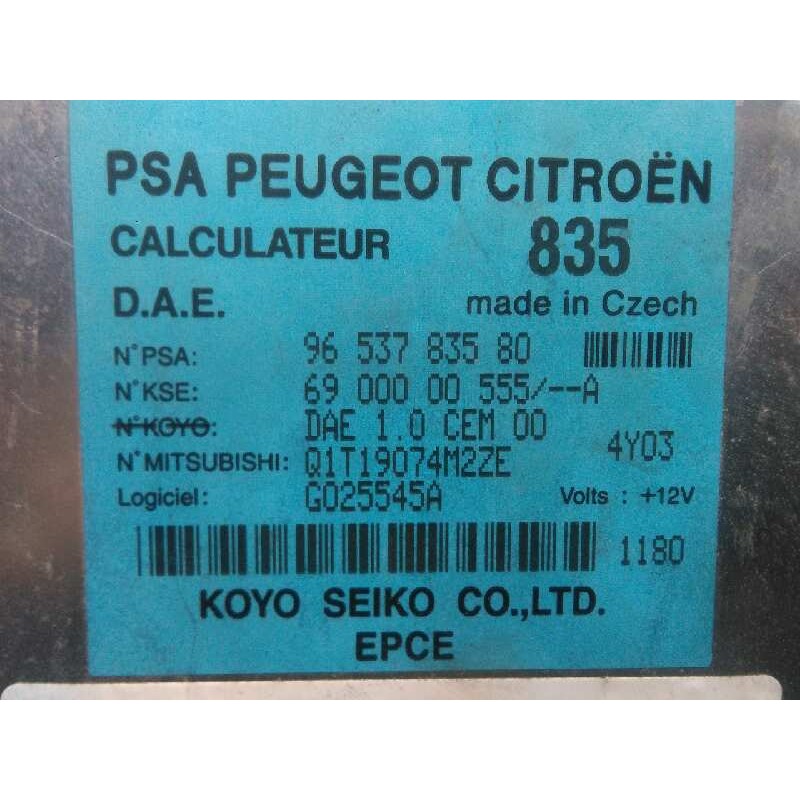 PSA PEUGEOT CITROËN
CALCULATEUR 835
D.A.E. made in Czech
N°PSA: 96 537 835 80
N°KSE: 69 000 00 555/--A
N°KOYO: DAE 1.0 CEM 00
N°MITSUBISHI: Q1T19074M2ZE 4Y03
Logiciel: G025545A Volts : +12V
1180
KOYO SEIKO CO.,LTD.
EPCE